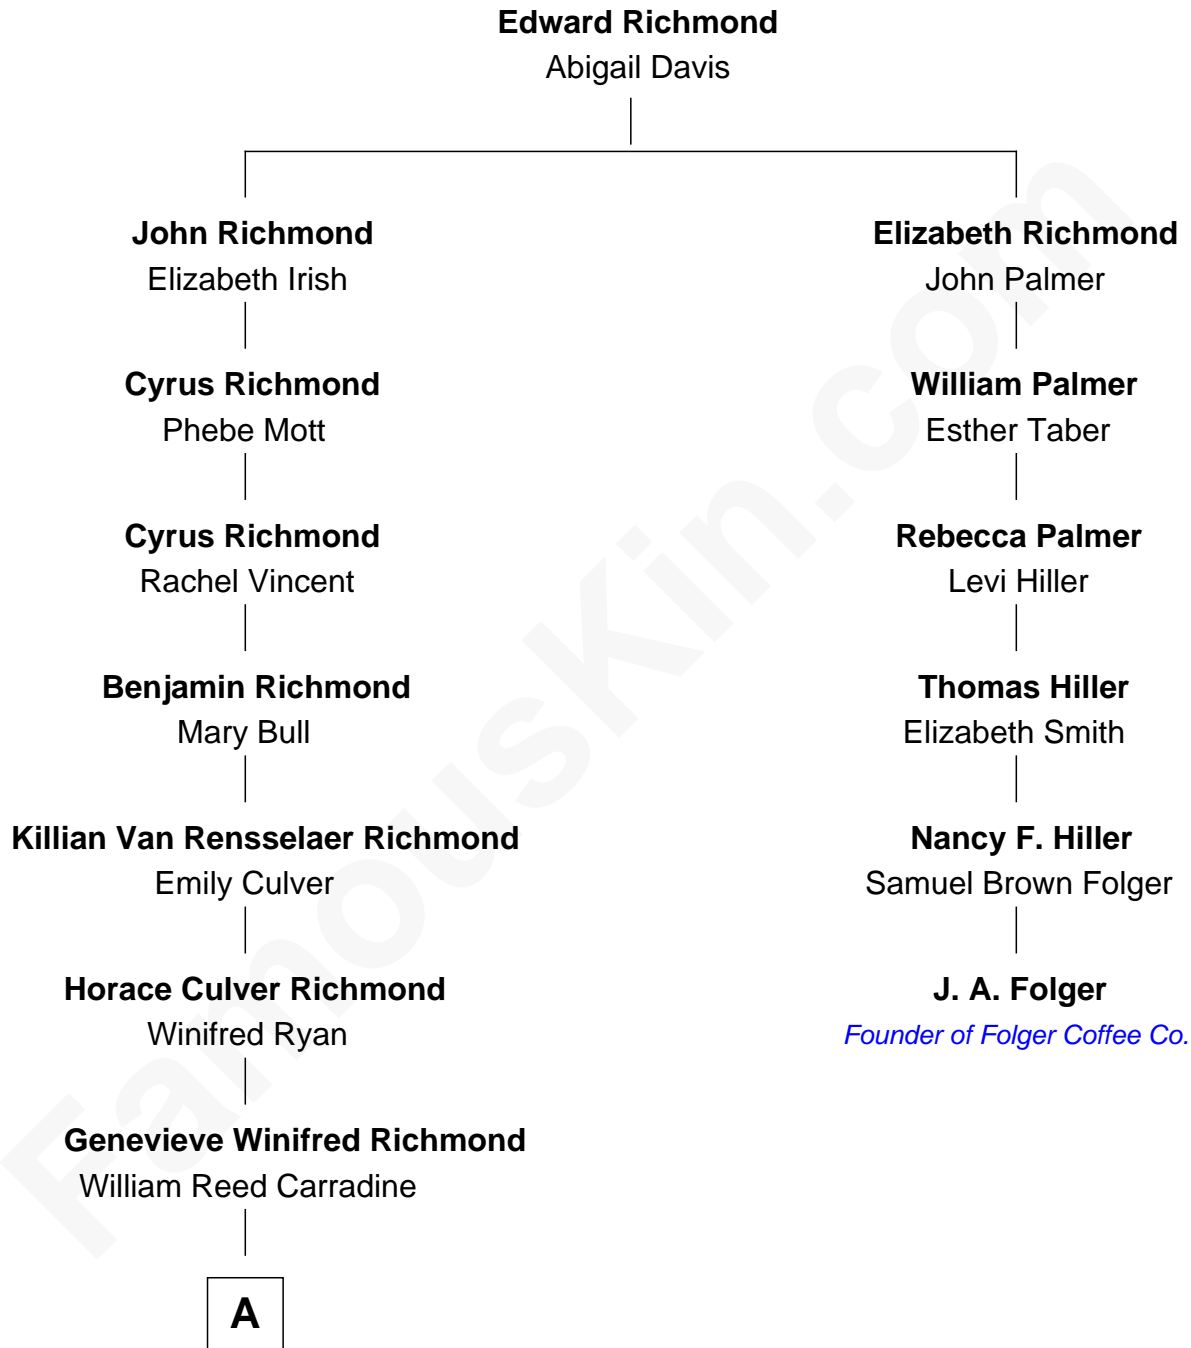 Edward Richmond
Abigail Davis
John Richmond
Elizabeth Irish
Elizabeth Richmond
John Palmer
Cyrus Richmond
Phebe Mott
William Palmer
Esther Taber
Cyrus Richmond
Rachel Vincent
Rebecca Palmer
Levi Hiller
Benjamin Richmond
Mary Bull
Thomas Hiller
Elizabeth Smith
Killian Van Rensselaer Richmond
Emily Culver
Nancy F. Hiller
Samuel Brown Folger
Horace Culver Richmond
Winifred Ryan
J. A. Folger
Founder of Folger Coffee Co.
Genevieve Winifred Richmond
William Reed Carradine
A
FamousKin.com